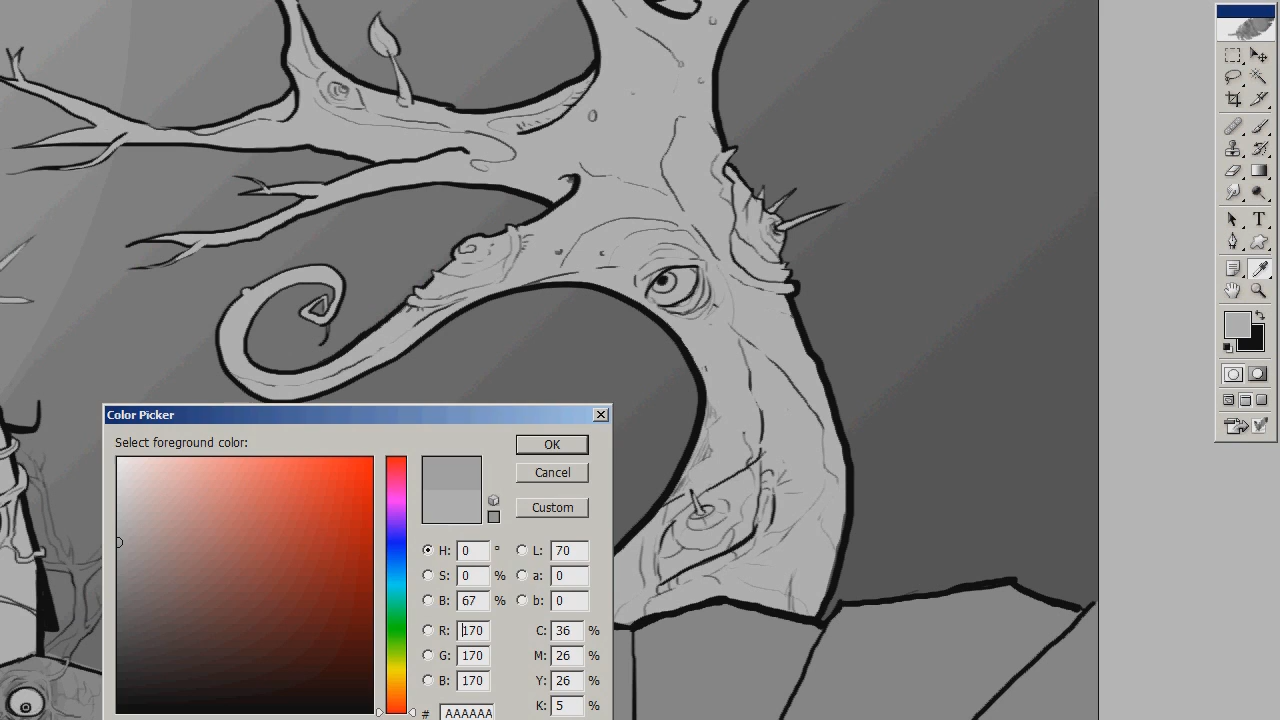 Color Picker
Select foreground color:
OK
Cancel
Custom
H: 0 °
S: 0 %
B: 67 %
R: 170
G: 170
B: 170
# AAAAAA
L: 70
a: 0
b: 0
C: 36 %
M: 26 %
Y: 26 %
K: 5 %
T